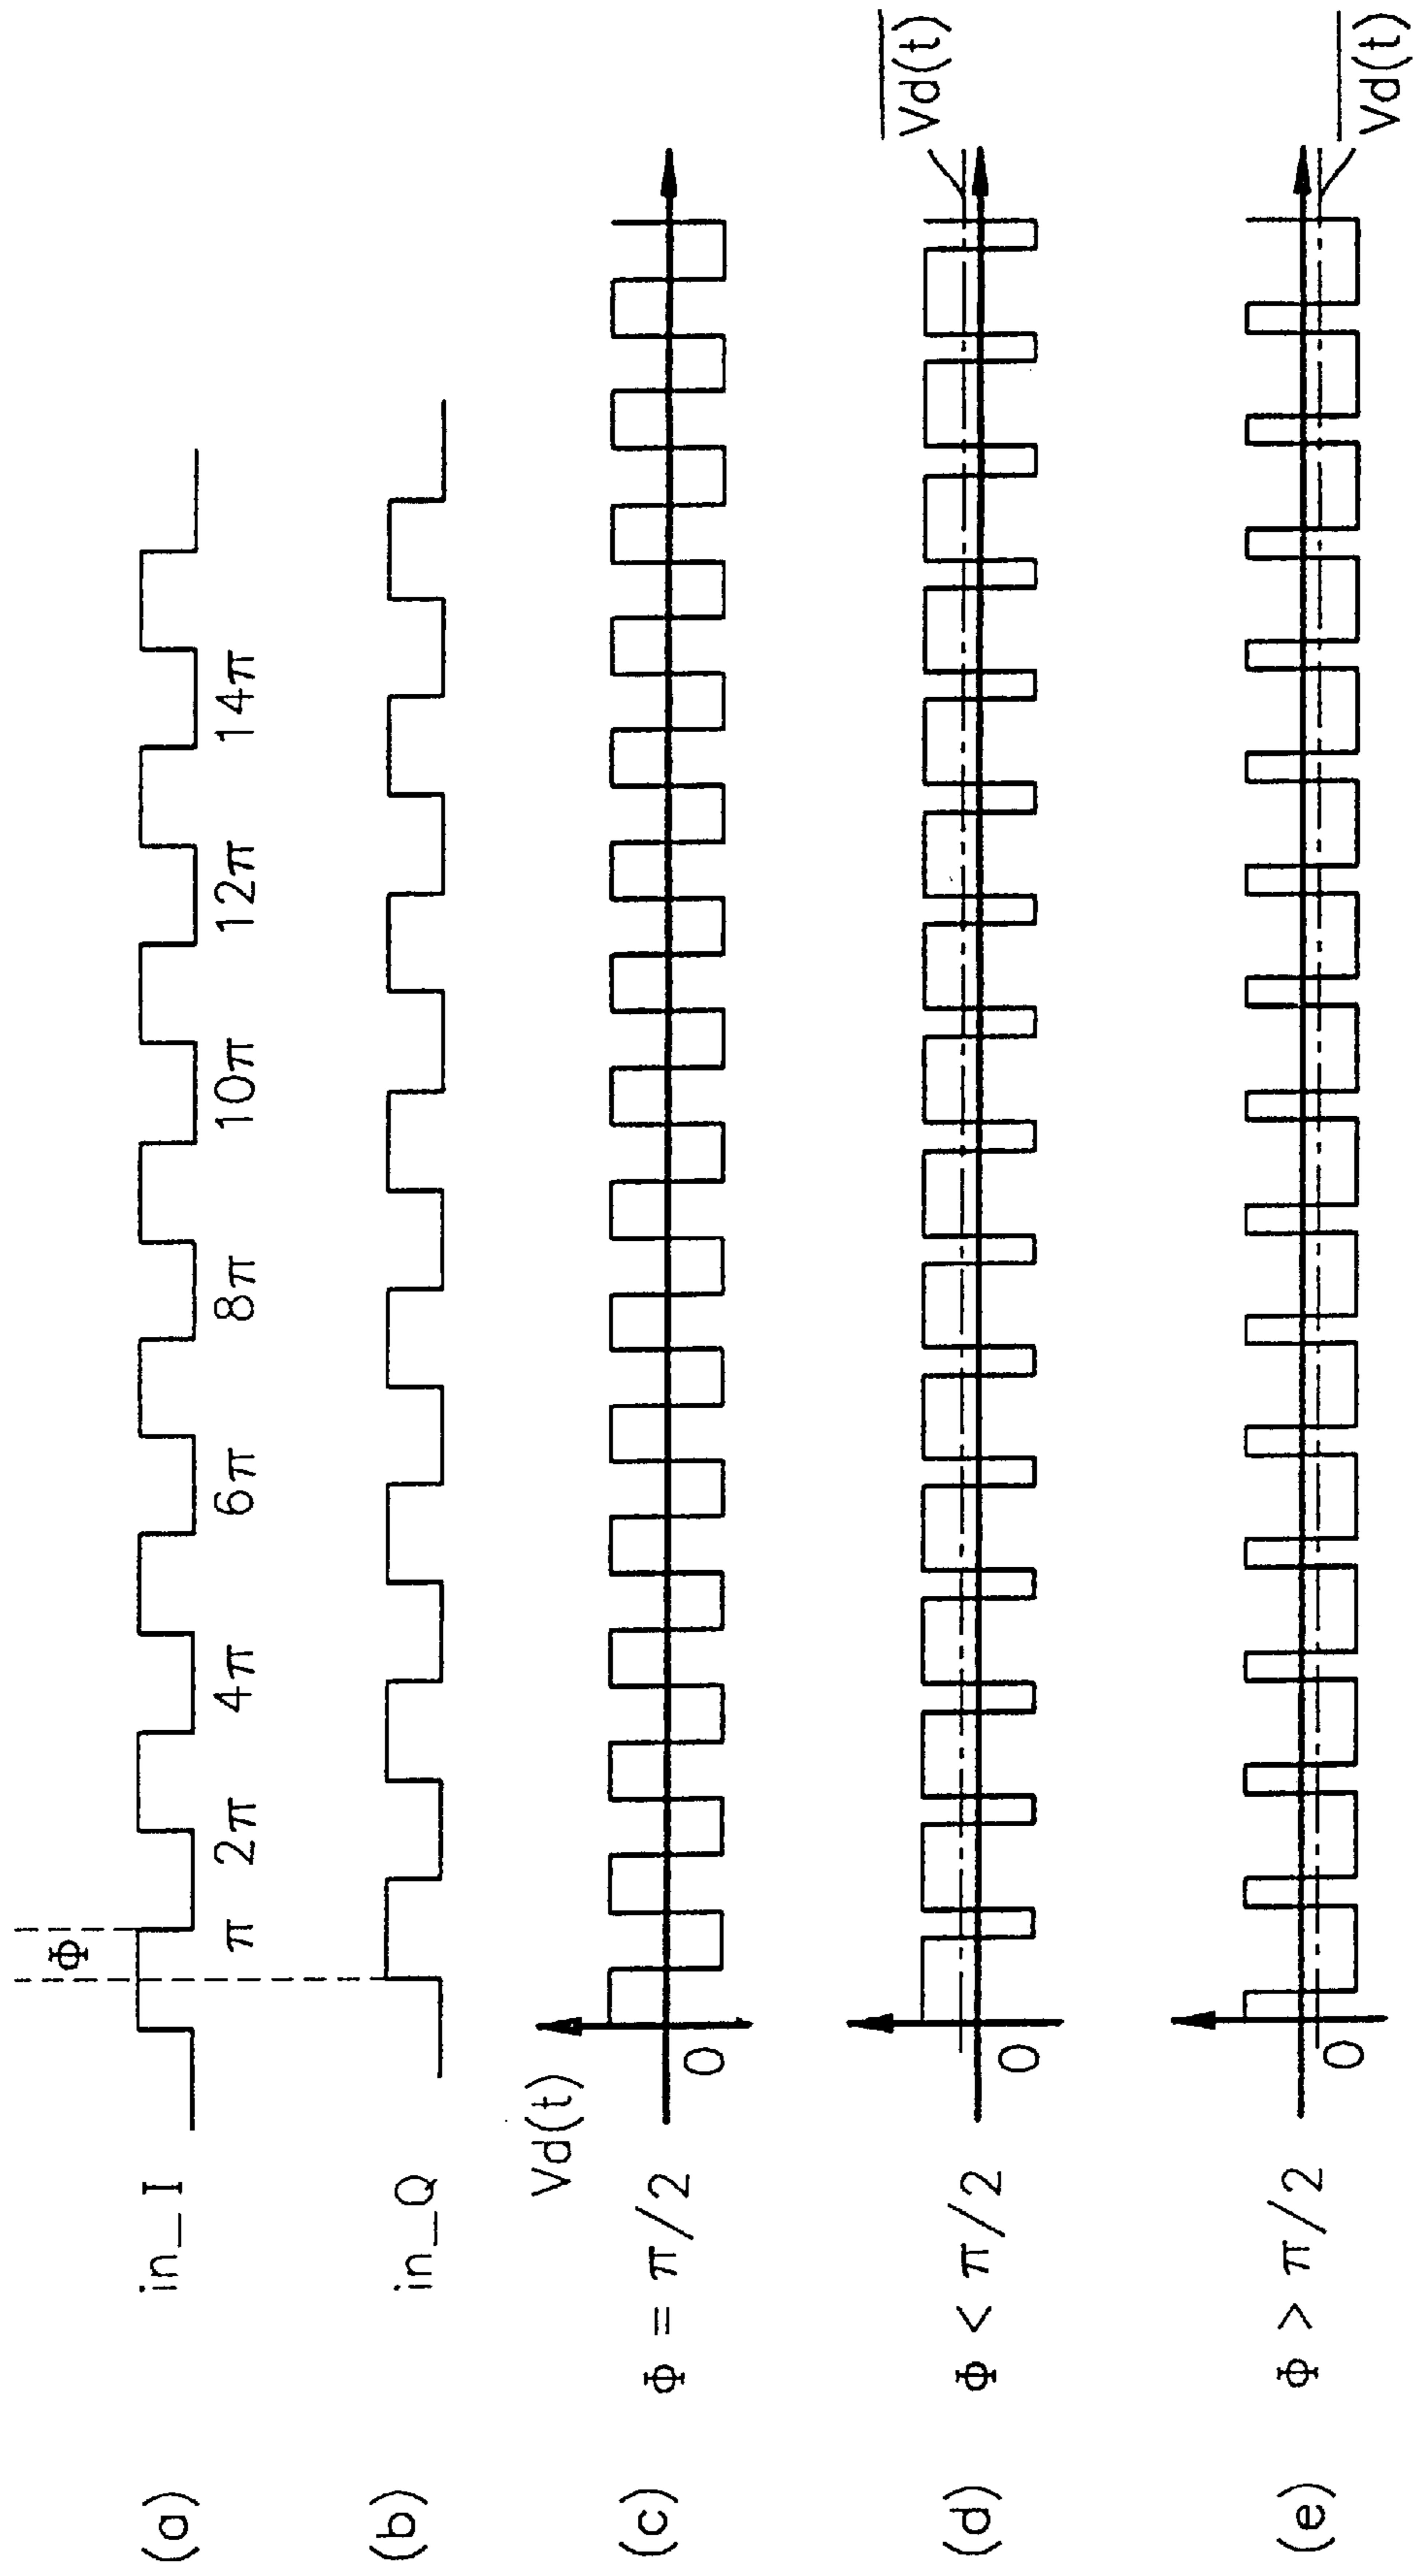 (a) in_I
Φ
π 2π 4π 6π 8π 10π 12π 14π
(b) in_Q
Vd(t)
(c) Φ = π/2
0
(d) Φ < π/2
0
Vd(t)
(e) Φ > π/2
0
Vd(t)